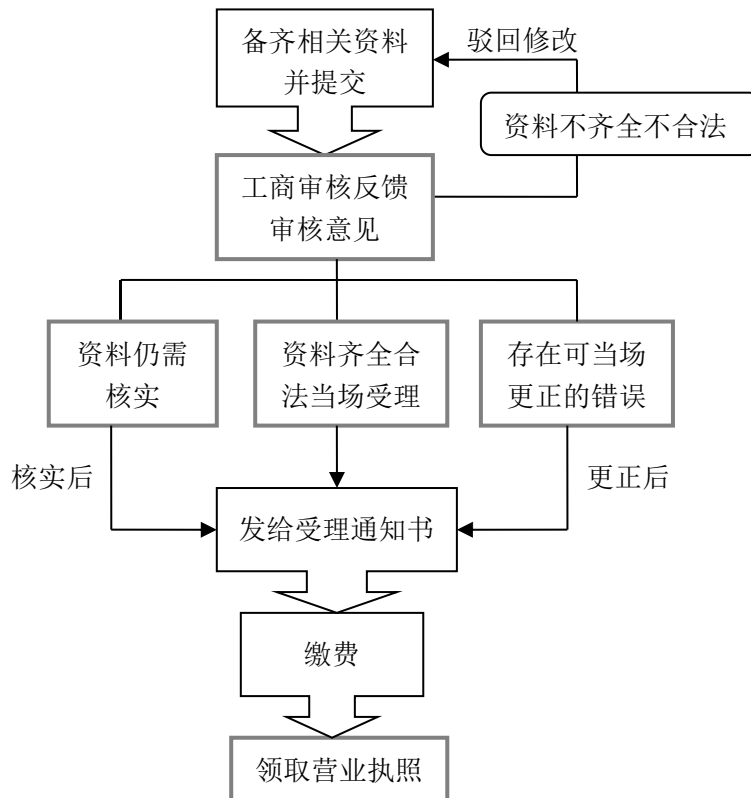 备齐相关资料
并提交
驳回修改
资料不齐全不合法
工商审核反馈
审核意见
资料仍需
核实
资料齐全合
法当场受理
存在可当场
更正的错误
核实后
更正后
发给受理通知书
缴费
领取营业执照